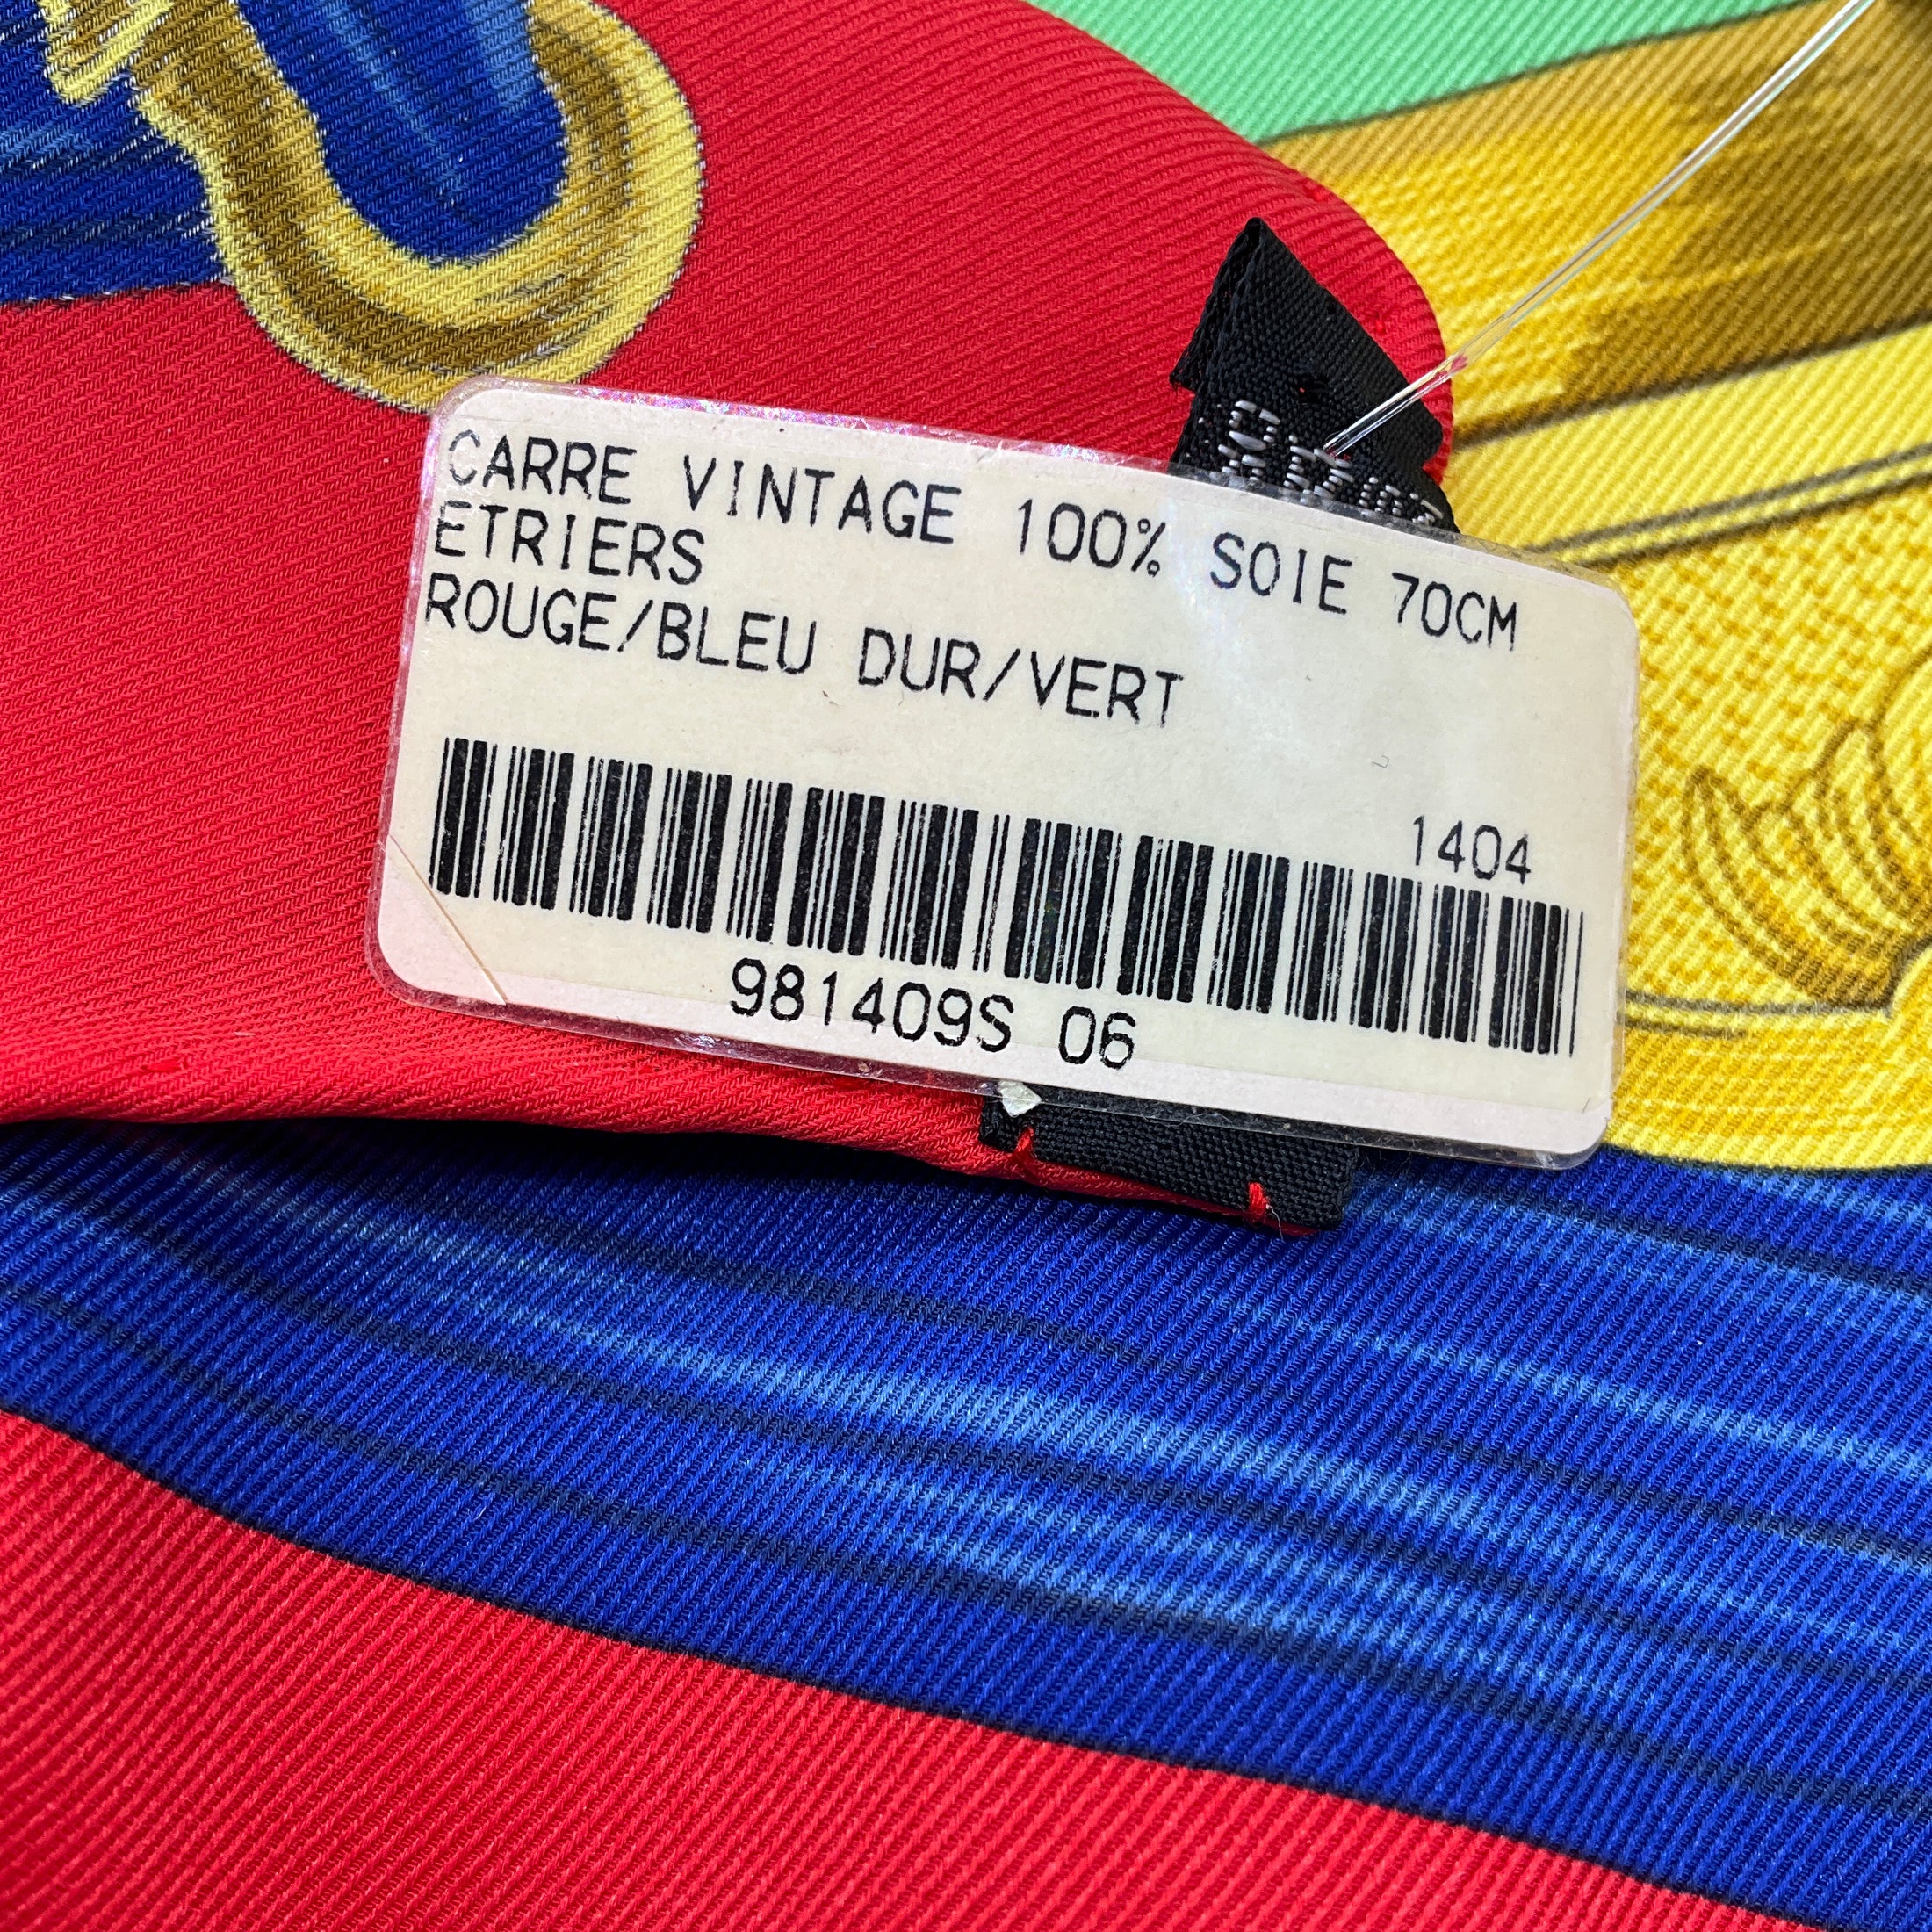 CARRE VINTAGE 100% SOIE 70CM
ETRIERS
ROUGE/BLEU DUR/VERT
1404
981409S 06